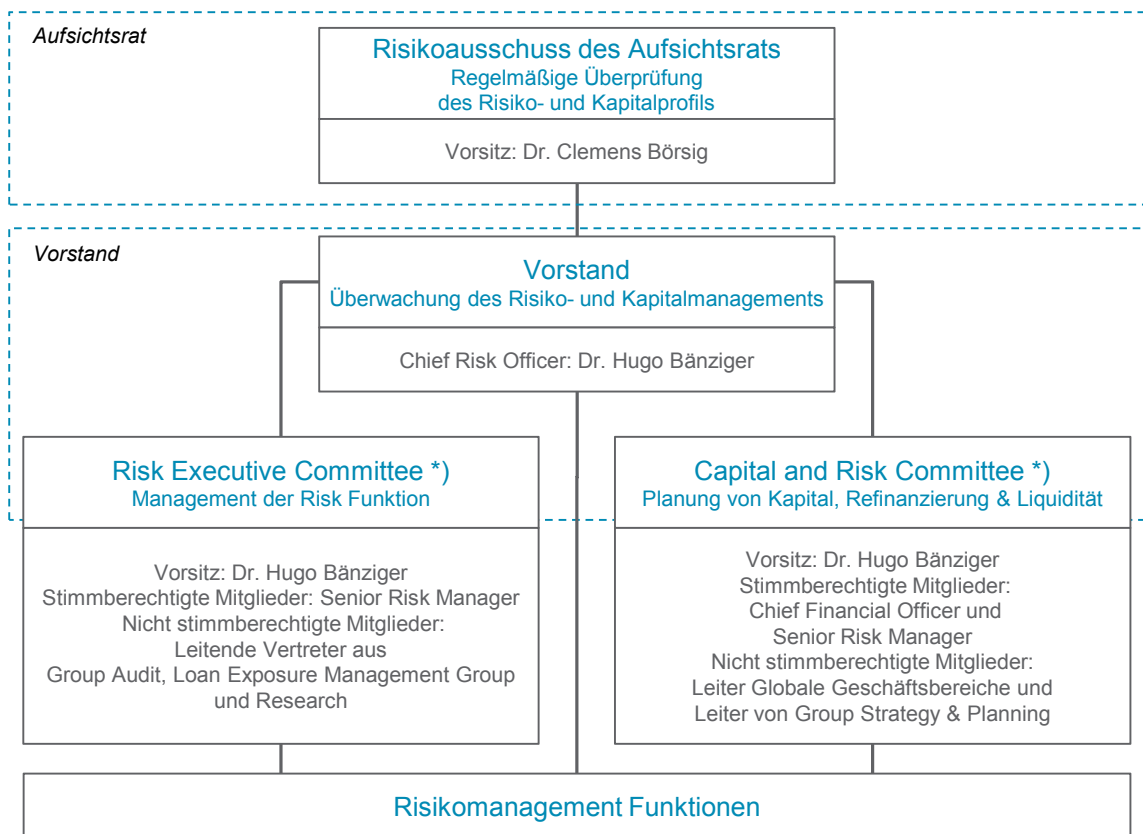 Aufsichtsrat
Risikoausschuss des Aufsichtsrats
Regelmäßige Überprüfung
des Risiko- und Kapitalprofils
Vorsitz: Dr. Clemens Börsig
Vorstand
Vorstand
Überwachung des Risiko- und Kapitalmanagements
Chief Risk Officer: Dr. Hugo Bänziger
Risk Executive Committee *)
Management der Risk Funktion
Vorsitz: Dr. Hugo Bänziger
Stimmberechtigte Mitglieder: Senior Risk Manager
Nicht stimmberechtigte Mitglieder:
Leitende Vertreter aus
Group Audit, Loan Exposure Management Group
und Research
Capital and Risk Committee *)
Planung von Kapital, Refinanzierung & Liquidität
Vorsitz: Dr. Hugo Bänziger
Stimmberechtigte Mitglieder:
Chief Financial Officer und
Senior Risk Manager
Nicht stimmberechtigte Mitglieder:
Leiter Globale Geschäftsbereiche und
Leiter von Group Strategy & Planning
Risikomanagement Funktionen